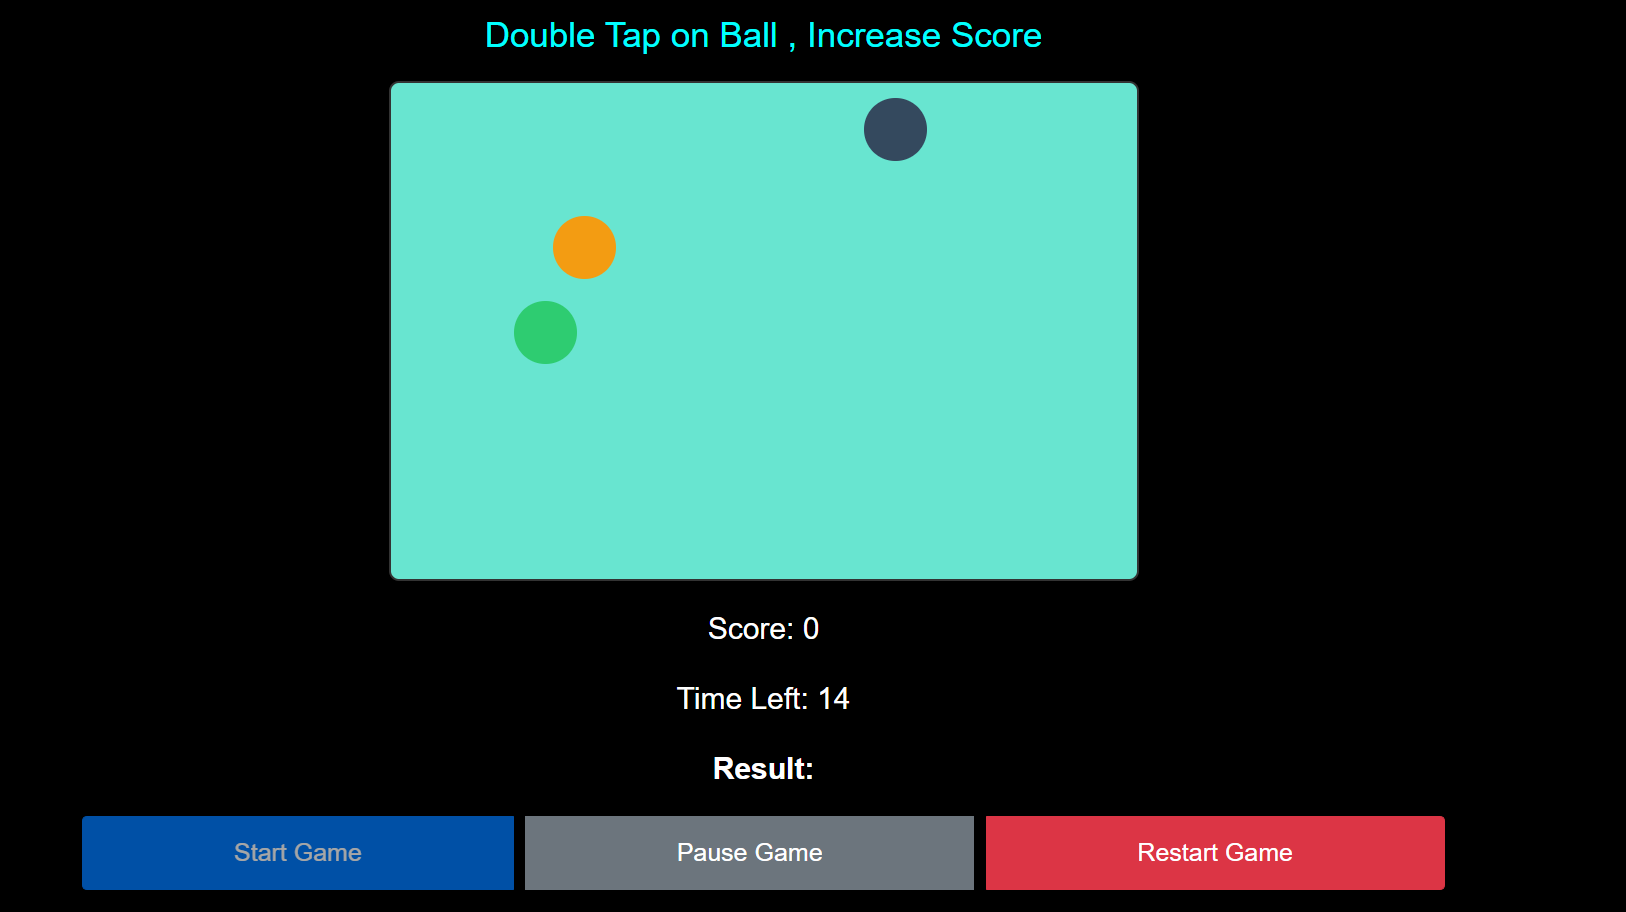 Double Tap on Ball , Increase Score
Score: 0
Time Left: 14
Result:
Start Game
Pause Game
Restart Game